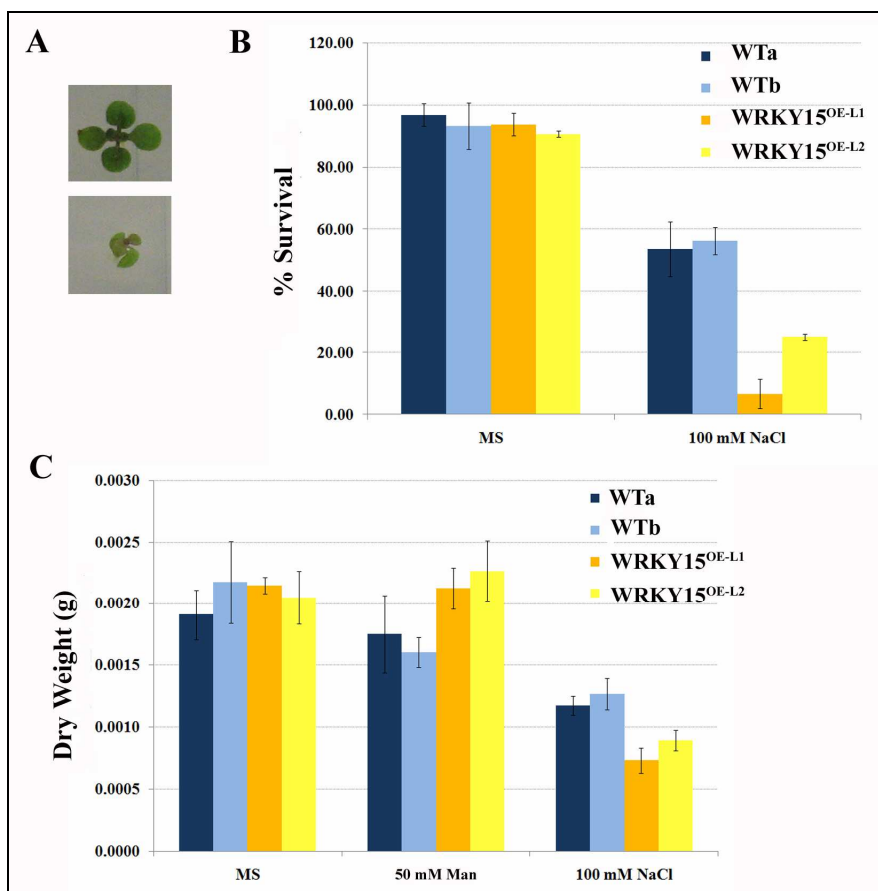 A
B
% Survival
120.00
100.00
80.00
60.00
40.00
20.00
0.00
WTa
WTb
WRKY15OE-L1
WRKY15OE-L2
MS
100 mM NaCl
C
Dry Weight (g)
0.0030
0.0025
0.0020
0.0015
0.0010
0.0005
0.0000
WTa
WTb
WRKY15OE-L1
WRKY15OE-L2
MS
50 mM Man
100 mM NaCl